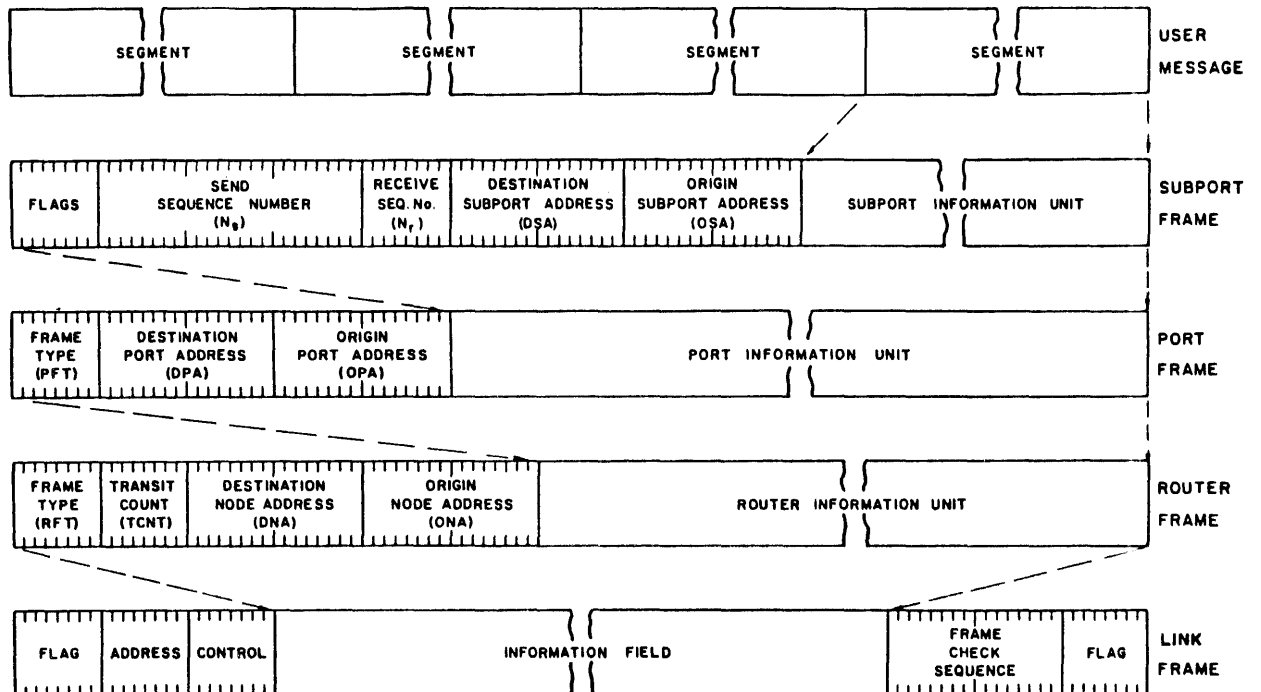 SEGMENT SEGMENT SEGMENT SEGMENT
USER
MESSAGE
FLAGS
SEND
SEQUENCE NUMBER
(Ns)
RECEIVE
SEQ. No.
(Nr)
DESTINATION
SUBPORT ADDRESS
(DSA)
ORIGIN
SUBPORT ADDRESS
(OSA)
SUBPORT INFORMATION UNIT
SUBPORT
FRAME
FRAME
TYPE
(PFT)
DESTINATION
PORT ADDRESS
(DPA)
ORIGIN
PORT ADDRESS
(OPA)
PORT INFORMATION UNIT
PORT
FRAME
FRAME
TYPE
(RFT)
TRANSIT
COUNT
(TCNT)
DESTINATION
NODE ADDRESS
(DNA)
ORIGIN
NODE ADDRESS
(ONA)
ROUTER INFORMATION UNIT
ROUTER
FRAME
FLAG
ADDRESS
CONTROL
INFORMATION FIELD
FRAME
CHECK
SEQUENCE
FLAG
LINK
FRAME